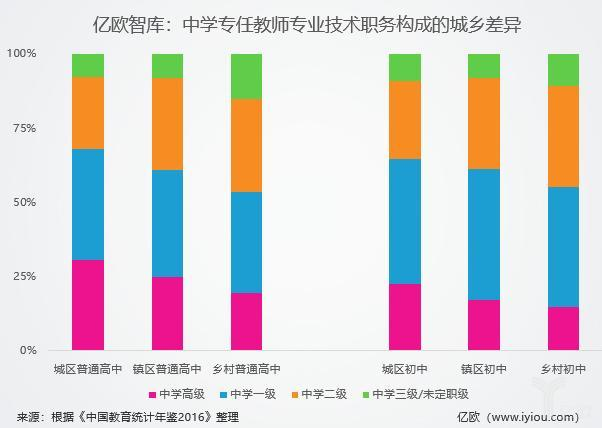 亿欧智库：中学专任教师专业技术职务构成的城乡差异
100%
75%
50%
25%
0%
城区普通高中 镇区普通高中 乡村普通高中 城区初中 镇区初中 乡村初中
中学高级 中学一级 中学二级 中学三级/未定职级
来源：根据《中国教育统计年鉴2016》整理 亿欧（www.iyiou.com）